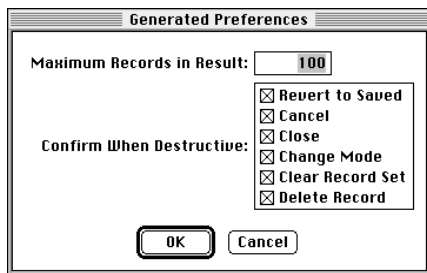 Generated Preferences
Maximum Records in Result: 100
Revert to Saved
Cancel
Close
Confirm When Destructive:
Change Mode
Clear Record Set
Delete Record
OK Cancel